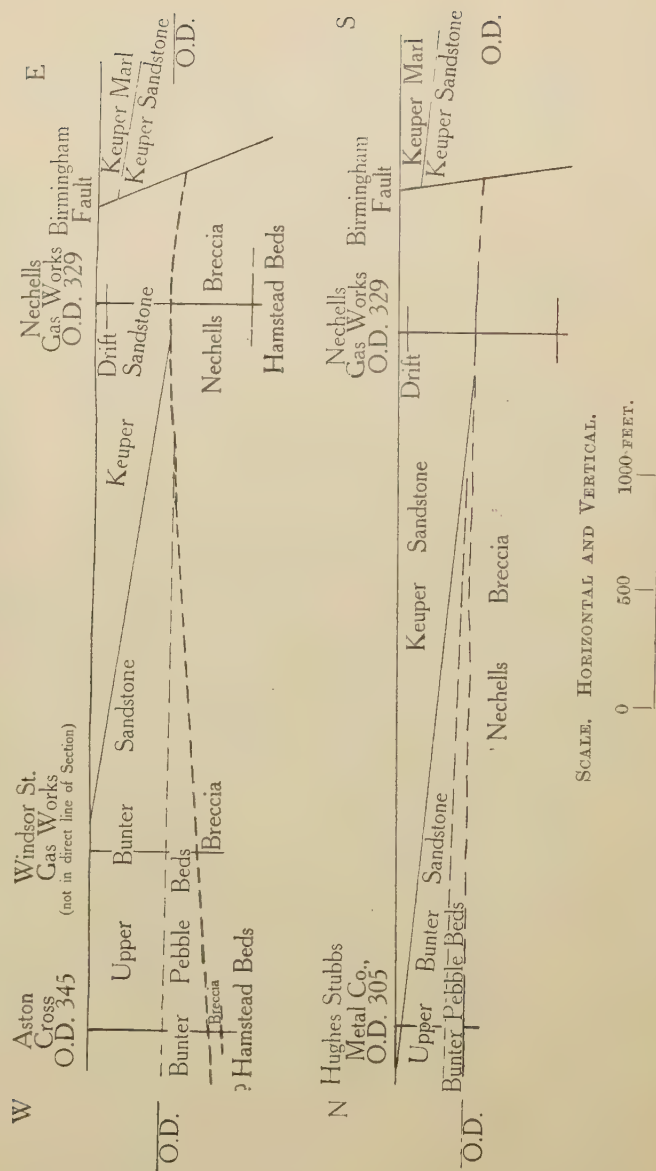 W
Aston
Cross
O.D. 345
Windsor St.
Gas Works
(not in direct line of Section)
Nechells
Gas Works
O.D. 329
Birmingham
Fault
E
Upper Bunter Sandstone
Keuper Sandstone
Drift
Keuper Marl
Keuper Sandstone
O.D.
O.D.
Bunter Pebble Beds
Breccia
Breccia
Nechells Breccia
? Hamstead Beds
Hamstead Beds
N
Hughes Stubbs
Metal Co.,
O.D. 305
Nechells
Gas Works
O.D. 329
Birmingham
Fault
S
Upper Bunter Sandstone
Keuper Sandstone
Drift
Keuper Marl
Keuper Sandstone
O.D.
O.D.
Bunter Pebble Beds
Nechells Breccia
SCALE. HORIZONTAL AND VERTICAL.
0 500 1000 FEET.